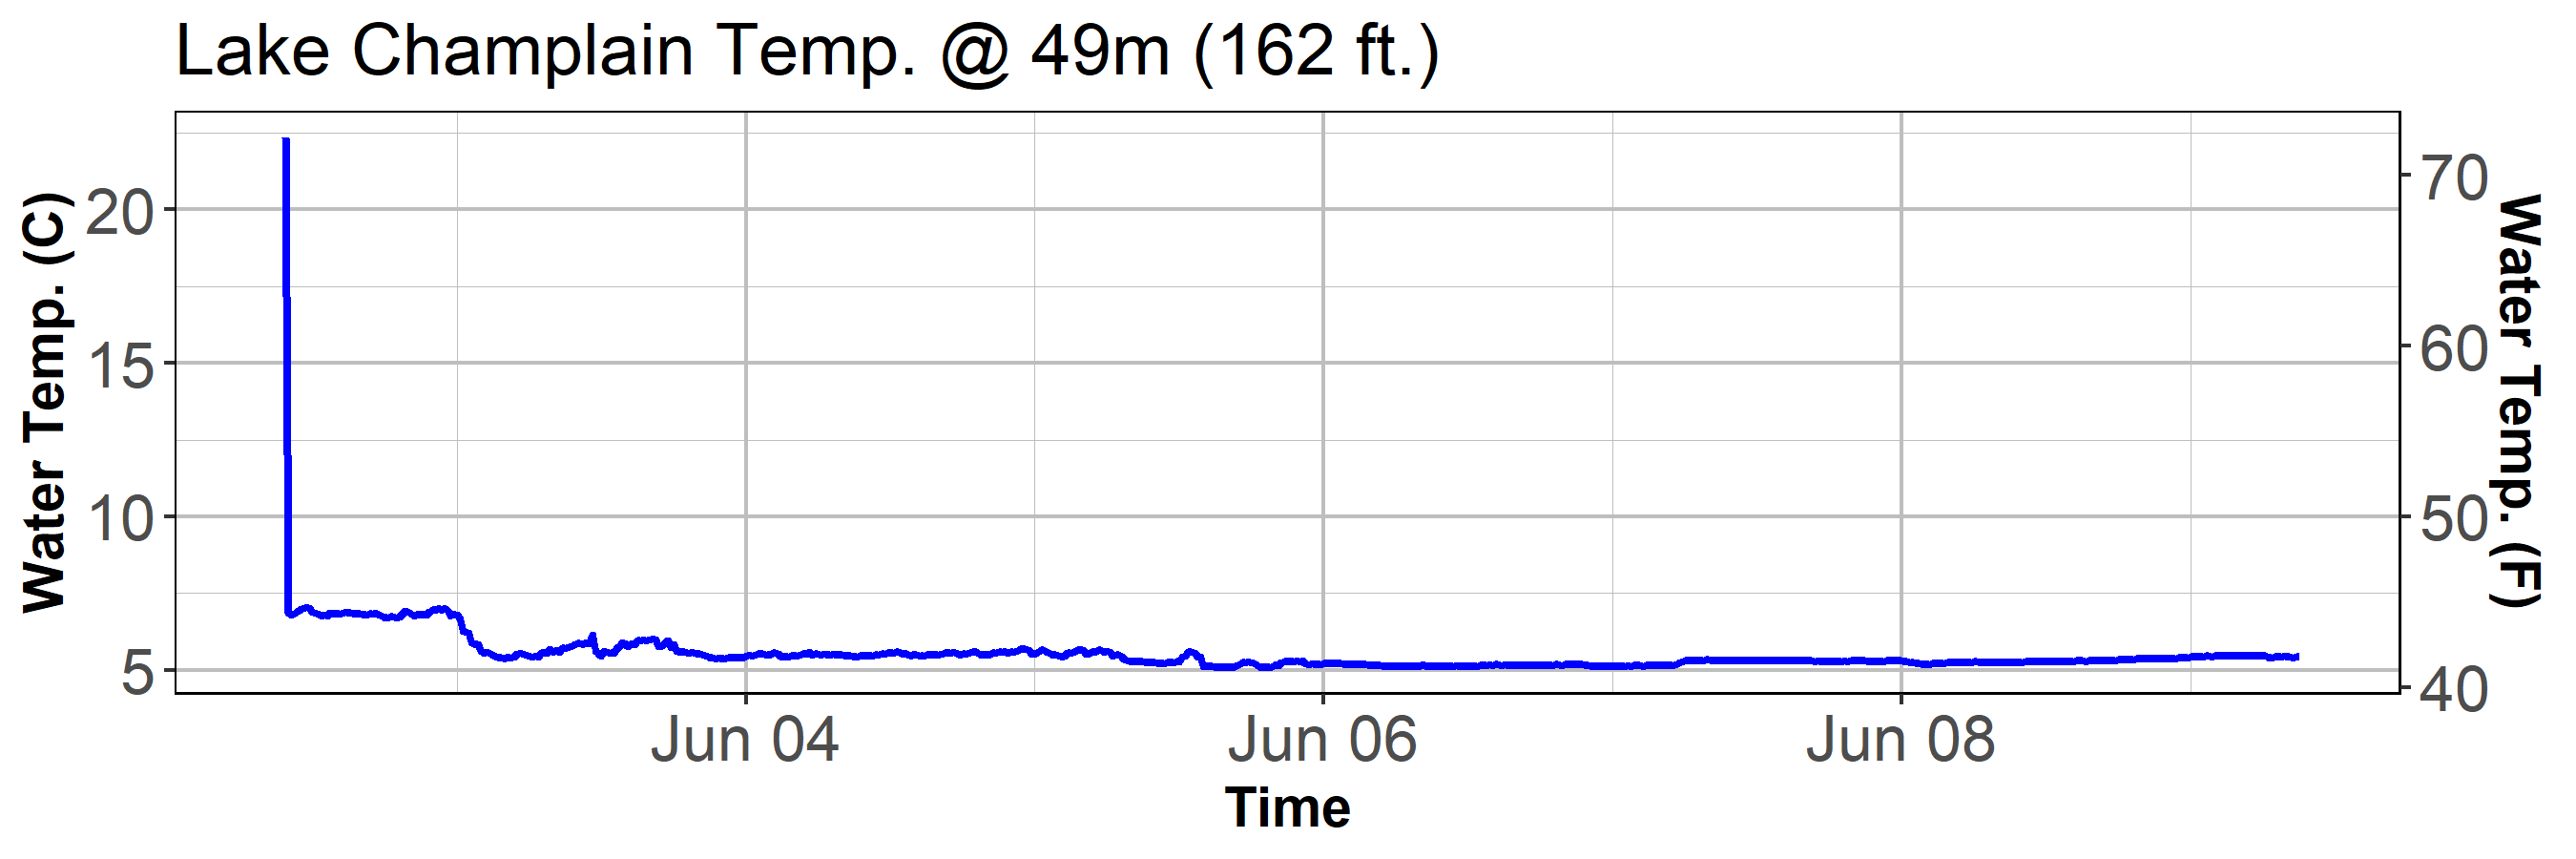 Lake Champlain Temp. @ 49m (162 ft.)
Water Temp. (C)
20
15
10
5
70
60
50
40
Water Temp. (F)
Jun 04
Jun 06
Jun 08
Time